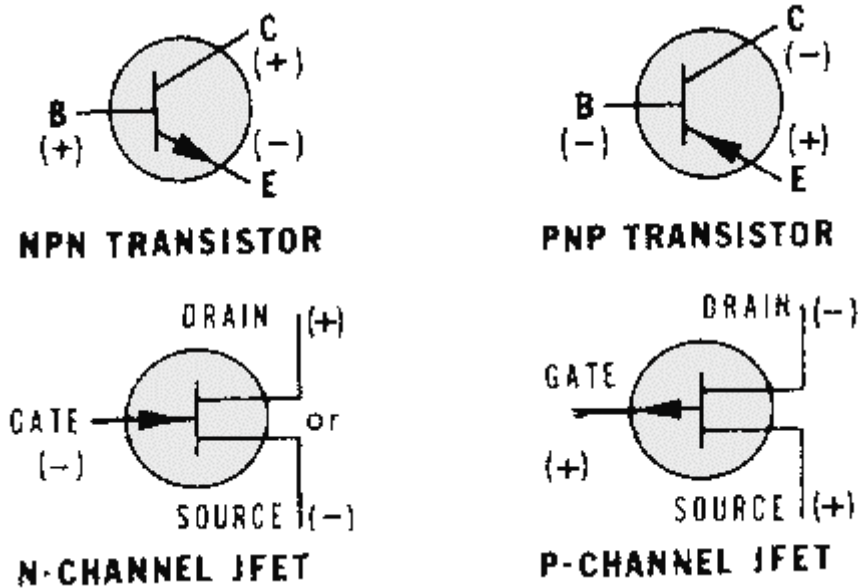 C
(+)
B
(+)
(-)
E
NPN TRANSISTOR
C
(-)
B
(-)
(+)
E
PNP TRANSISTOR
DRAIN (+)
GATE
(-)
or
SOURCE (-)
N-CHANNEL JFET
DRAIN (-)
GATE
(+)
SOURCE (+)
P-CHANNEL JFET